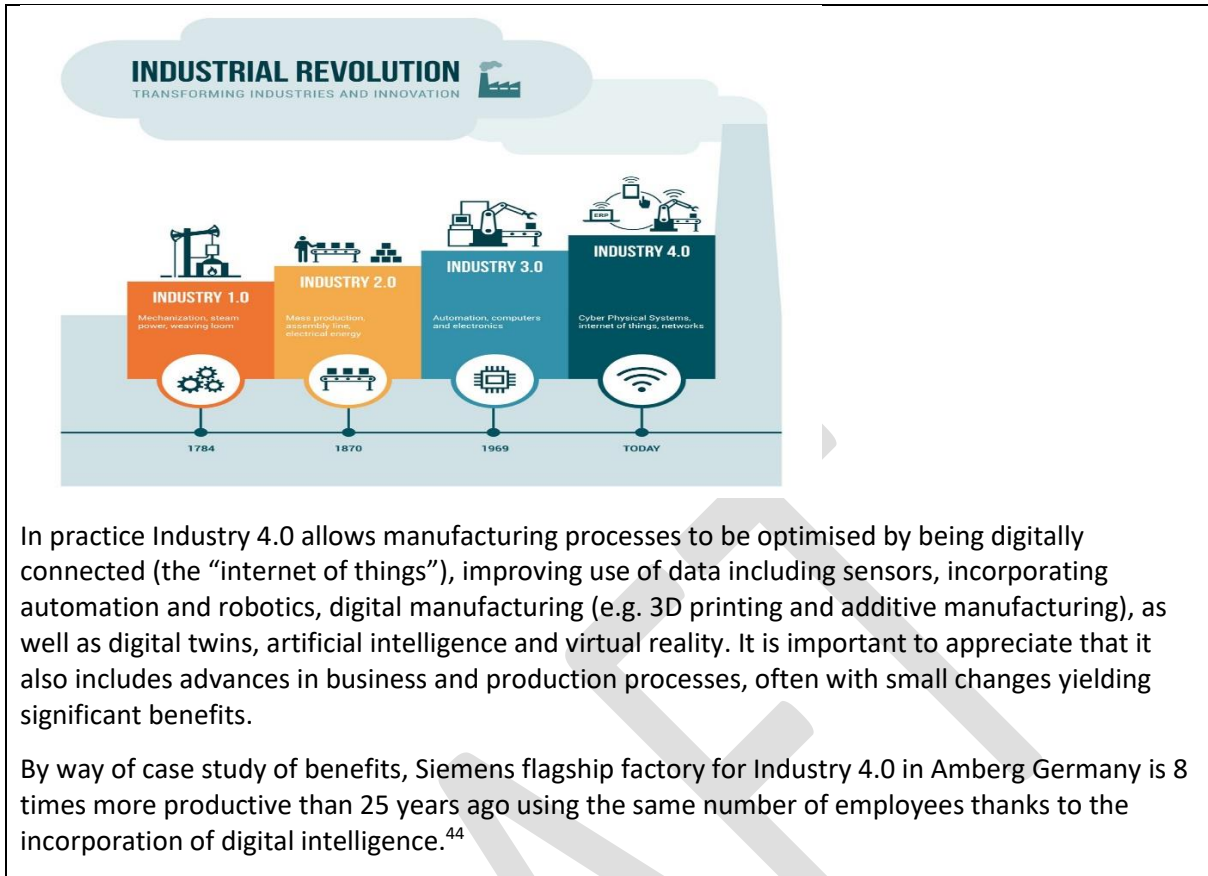 INDUSTRIAL REVOLUTION
TRANSFORMING INDUSTRIES AND INNOVATION
INDUSTRY 1.0
Mechanization, steam
power, weaving loom
INDUSTRY 2.0
Mass production,
assembly line,
electrical energy
INDUSTRY 3.0
Automation, computers
and electronics
ERP
INDUSTRY 4.0
Cyber Physical Systems,
internet of things, networks
1784
1870
1969
TODAY
In practice Industry 4.0 allows manufacturing processes to be optimised by being digitally
connected (the “internet of things”), improving use of data including sensors, incorporating
automation and robotics, digital manufacturing (e.g. 3D printing and additive manufacturing), as
well as digital twins, artificial intelligence and virtual reality. It is important to appreciate that it
also includes advances in business and production processes, often with small changes yielding
significant benefits.
By way of case study of benefits, Siemens flagship factory for Industry 4.0 in Amberg Germany is 8
times more productive than 25 years ago using the same number of employees thanks to the
incorporation of digital intelligence.44